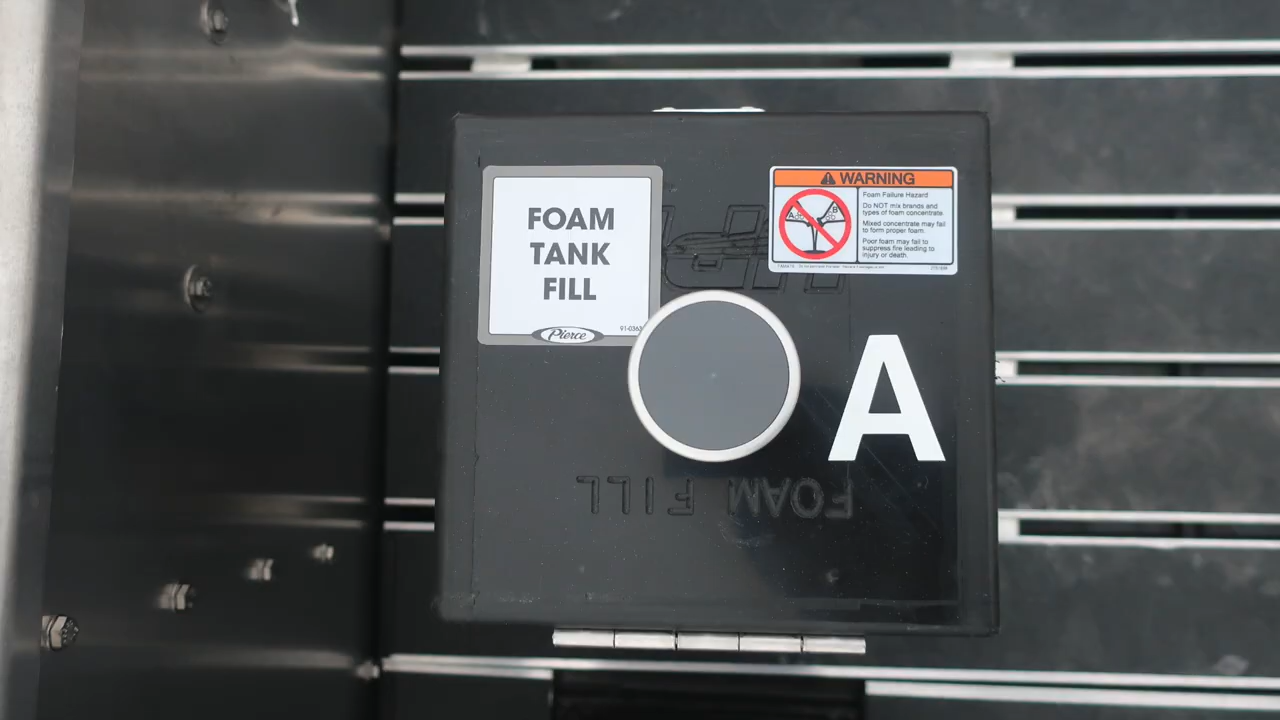 FOAM
TANK
FILL
Pierce
WARNING
A
B
Foam Failure Hazard
Do NOT mix brands and
types of foam concentrate.
Mixed concentrate may fail
to form proper foam.
Poor foam may fail to
suppress fire leading to
injury or death.
A
FOAM FILL